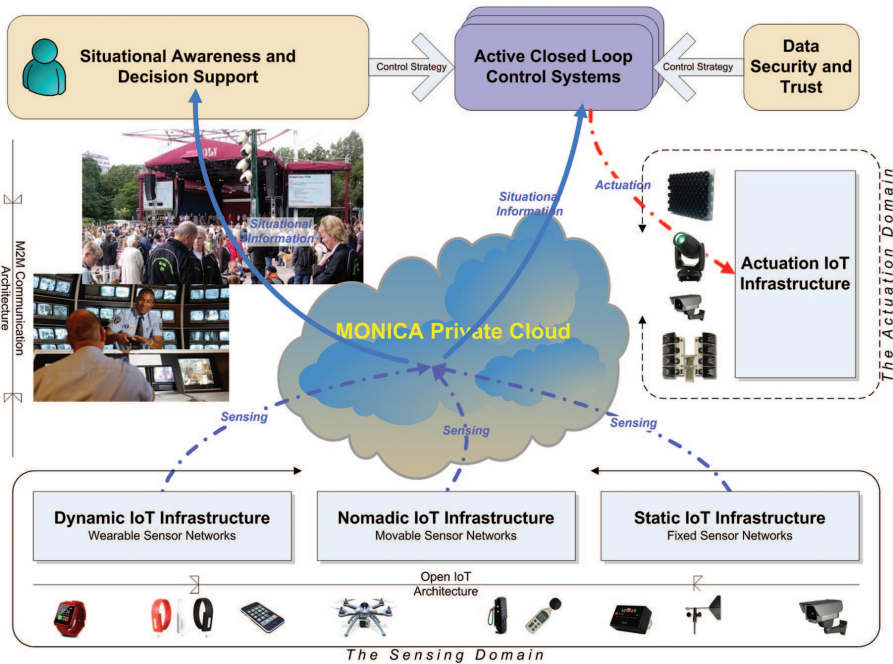 Situational Awareness and
Decision Support
Control Strategy
Active Closed Loop
Control Systems
Control Strategy
Data
Security and
Trust
M2M Communication
Architecture
Situational
Information
Situational
Information
Actuation
Actuation IoT
Infrastructure
The Actuation Domain
MONICA Private Cloud
Sensing
Sensing
Sensing
Dynamic IoT Infrastructure
Wearable Sensor Networks
Nomadic IoT Infrastructure
Movable Sensor Networks
Static IoT Infrastructure
Fixed Sensor Networks
Open IoT
Architecture
The Sensing Domain